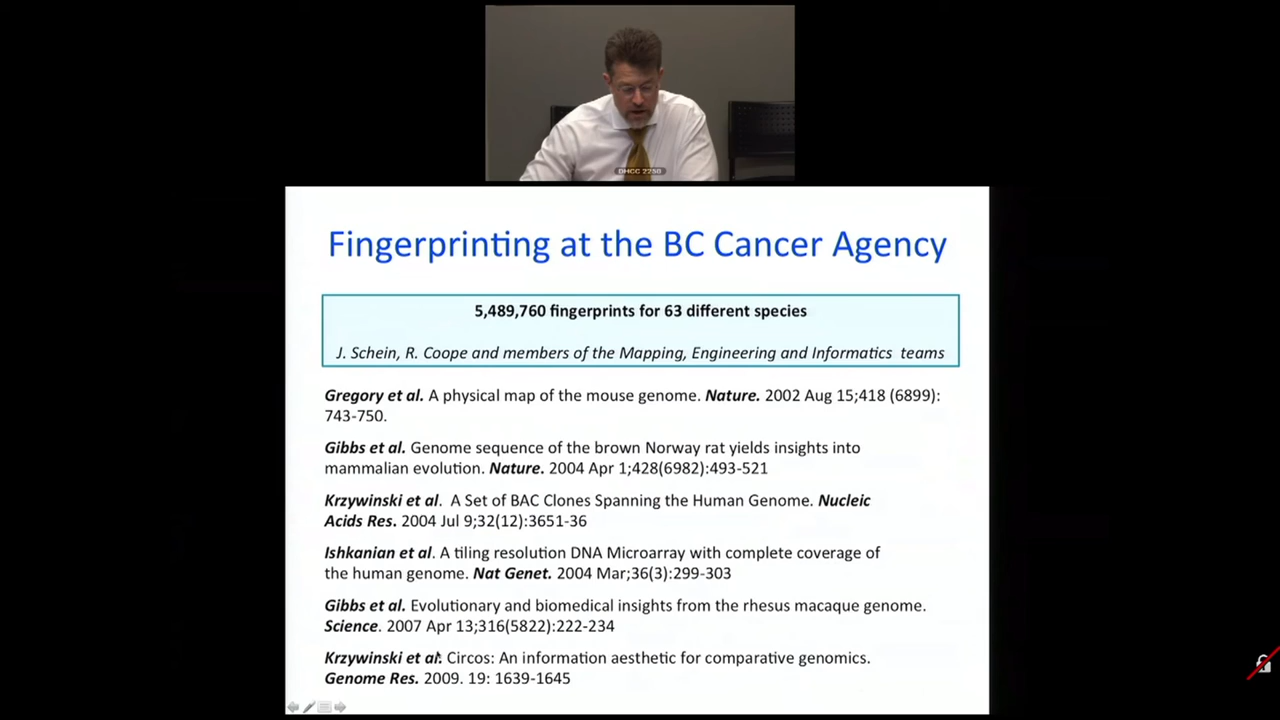 DHCC 2250
Fingerprinting at the BC Cancer Agency
5,489,760 fingerprints for 63 different species
J. Schein, R. Coope and members of the Mapping, Engineering and Informatics teams
Gregory et al. A physical map of the mouse genome. Nature. 2002 Aug 15;418 (6899):
743-750.
Gibbs et al. Genome sequence of the brown Norway rat yields insights into
mammalian evolution. Nature. 2004 Apr 1;428(6982):493-521
Krzywinski et al. A Set of BAC Clones Spanning the Human Genome. Nucleic
Acids Res. 2004 Jul 9;32(12):3651-36
Ishkanian et al. A tiling resolution DNA Microarray with complete coverage of
the human genome. Nat Genet. 2004 Mar;36(3):299-303
Gibbs et al. Evolutionary and biomedical insights from the rhesus macaque genome.
Science. 2007 Apr 13;316(5822):222-234
Krzywinski et al. Circos: An information aesthetic for comparative genomics.
Genome Res. 2009. 19: 1639-1645